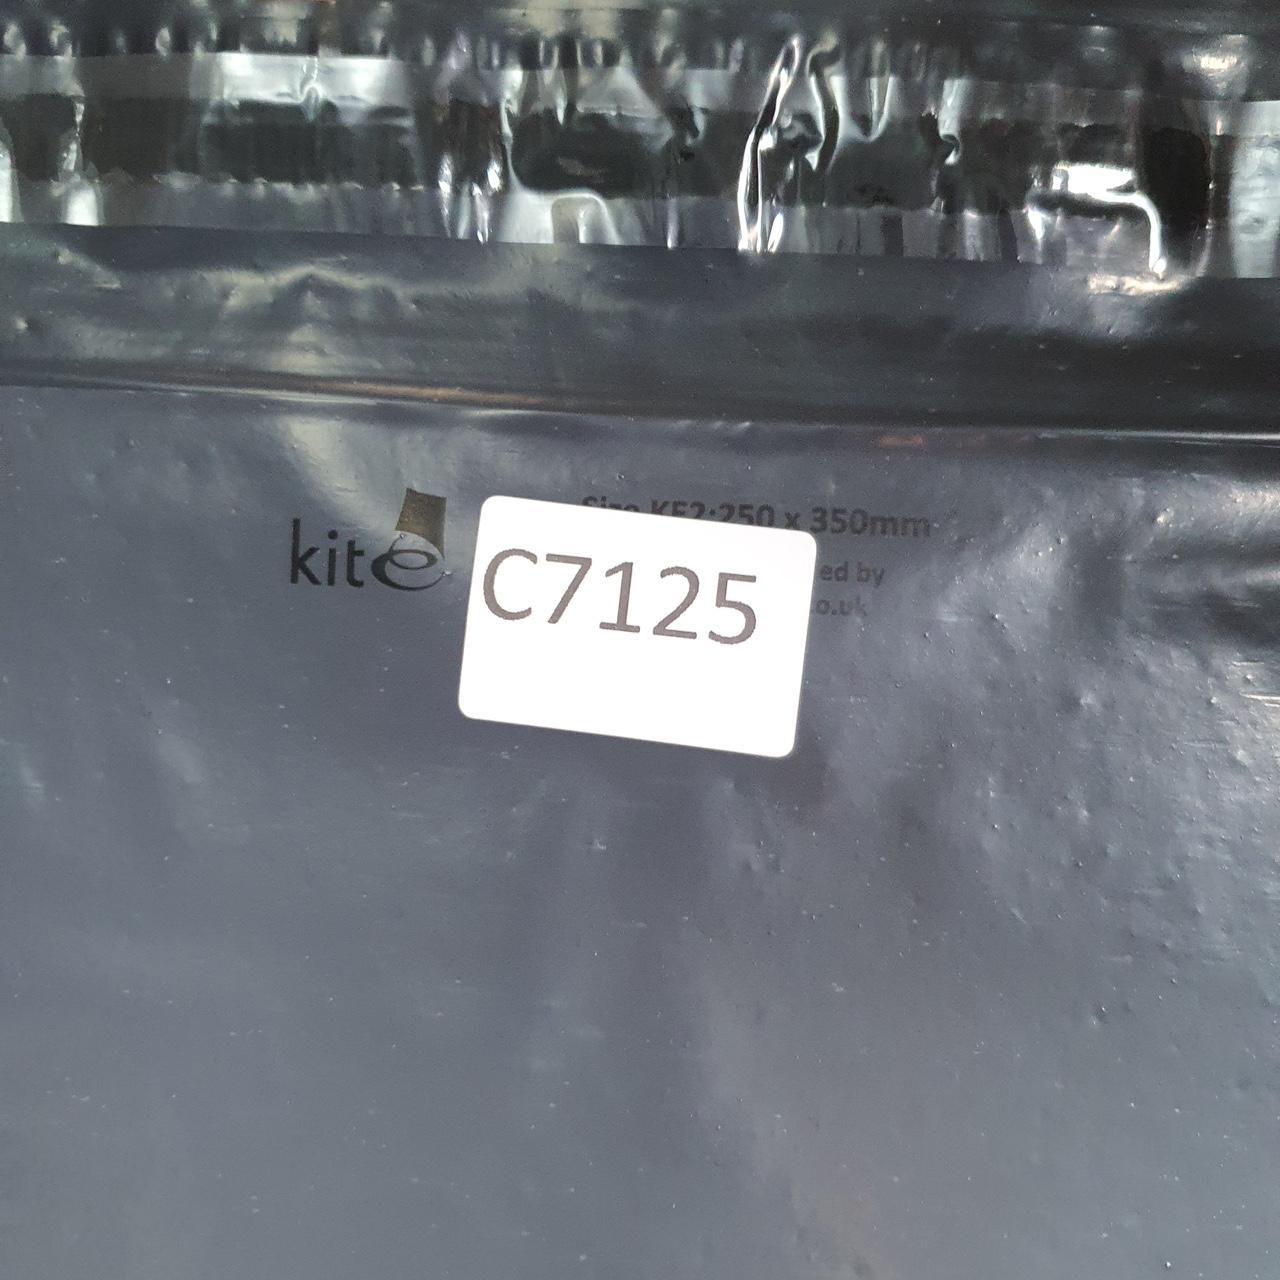 kite
Size KF2:250 x 350mm
ed by
.o.uk
C7125